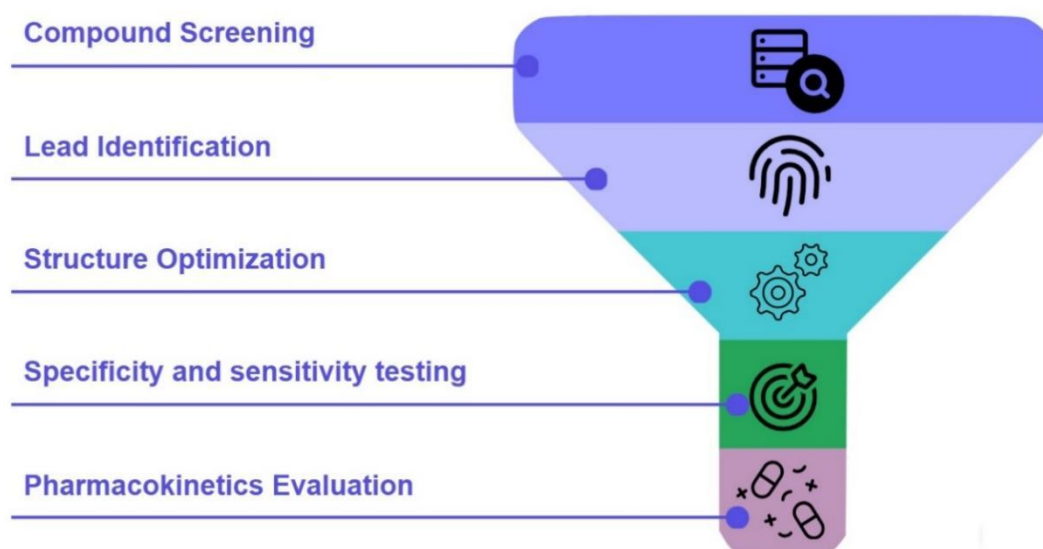 Compound Screening
Lead Identification
Structure Optimization
Specificity and sensitivity testing
Pharmacokinetics Evaluation